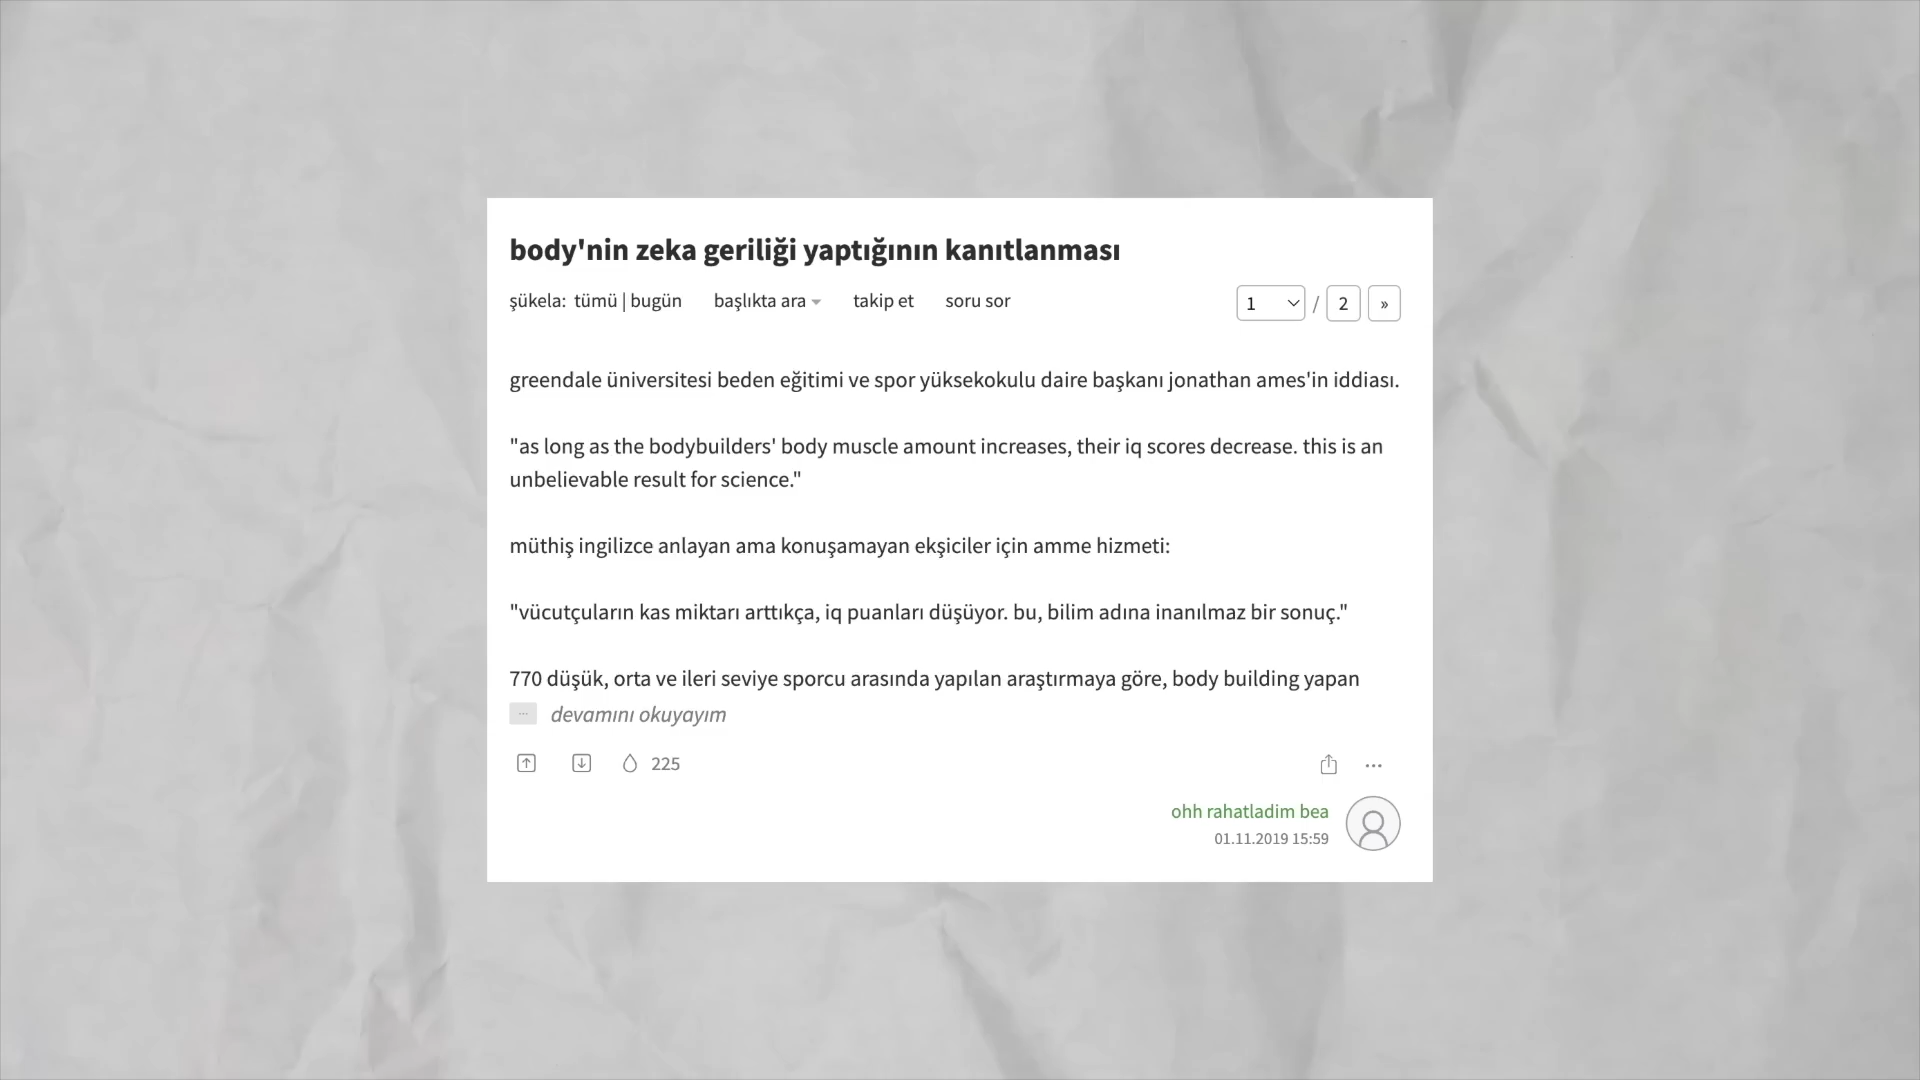 body'nin zeka geriliği yaptığının kanıtlanması
şükela: tümü | bugün başlıkta ara takip et soru sor 1 / 2 »
greendale üniversitesi beden eğitimi ve spor yüksekokulu daire başkanı jonathan ames'in iddiası.
"as long as the bodybuilders' body muscle amount increases, their iq scores decrease. this is an
unbelievable result for science."
müthiş ingilizce anlayan ama konuşamayan ekşiciler için amme hizmeti:
"vücutçuların kas miktarı arttıkça, iq puanları düşüyor. bu, bilim adına inanılmaz bir sonuç."
770 düşük, orta ve ileri seviye sporcu arasında yapılan araştırmaya göre, body building yapan
... devamını okuyayım
225
ohh rahatladim bea
01.11.2019 15:59